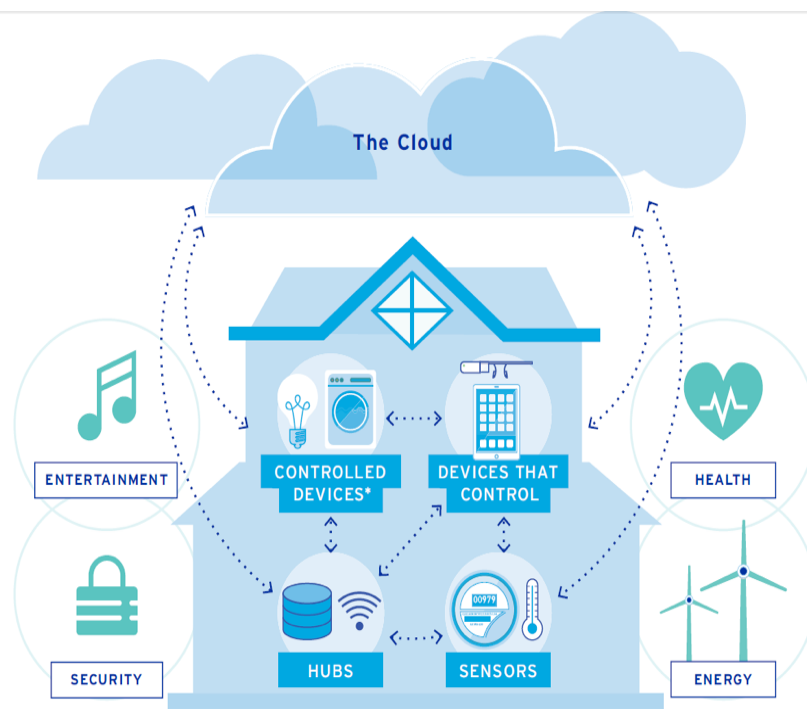 The Cloud
CONTROLLED
DEVICES*
DEVICES THAT
CONTROL
ENTERTAINMENT
HEALTH
00979
HUBS
SENSORS
SECURITY
ENERGY